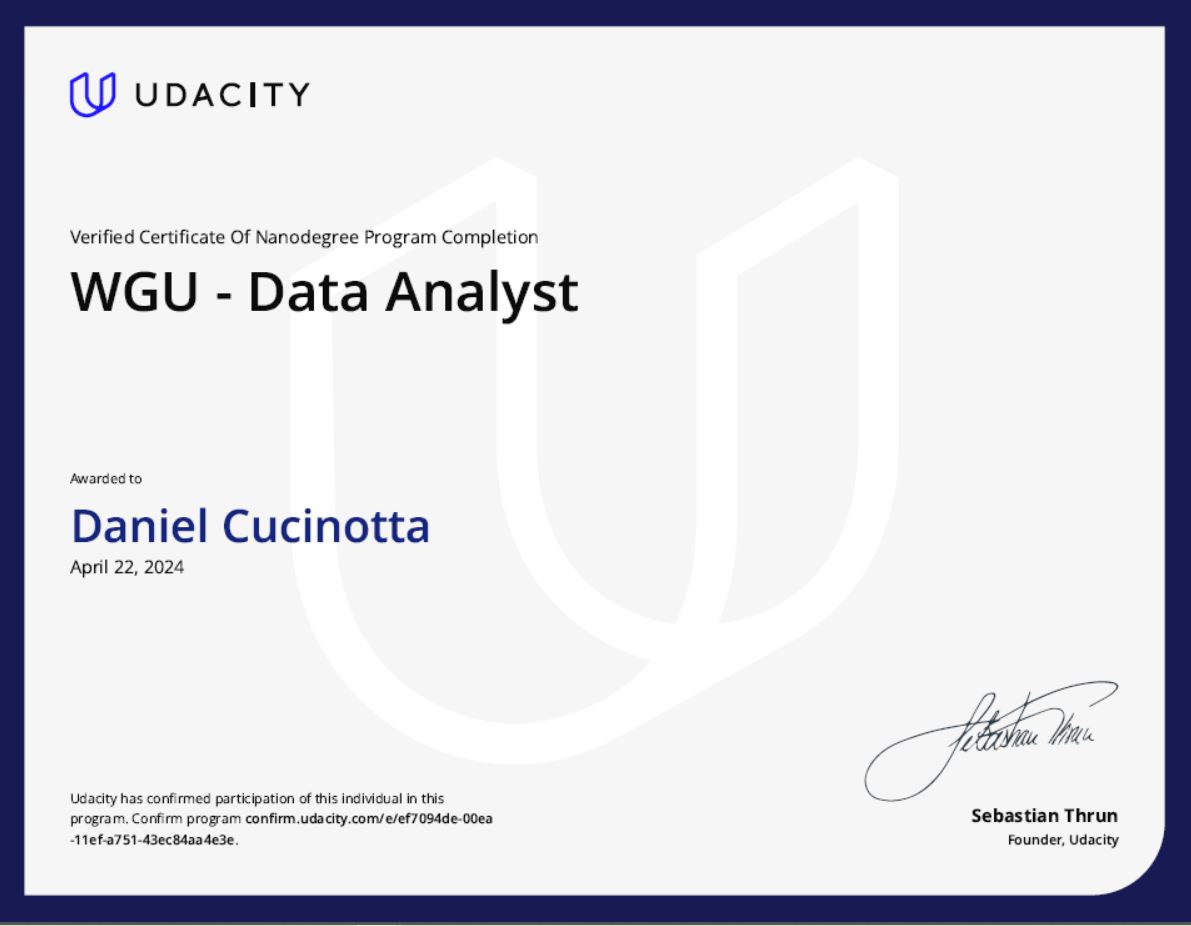 UDACITY
Verified Certificate Of Nanodegree Program Completion
WGU - Data Analyst
Awarded to
Daniel Cucinotta
April 22, 2024
Sebastian Thrun
Udacity has confirmed participation of this individual in this
program. Confirm program confirm.udacity.com/e/ef7094de-00ea
-11ef-a751-43ec84aa4e3e.
Sebastian Thrun
Founder, Udacity